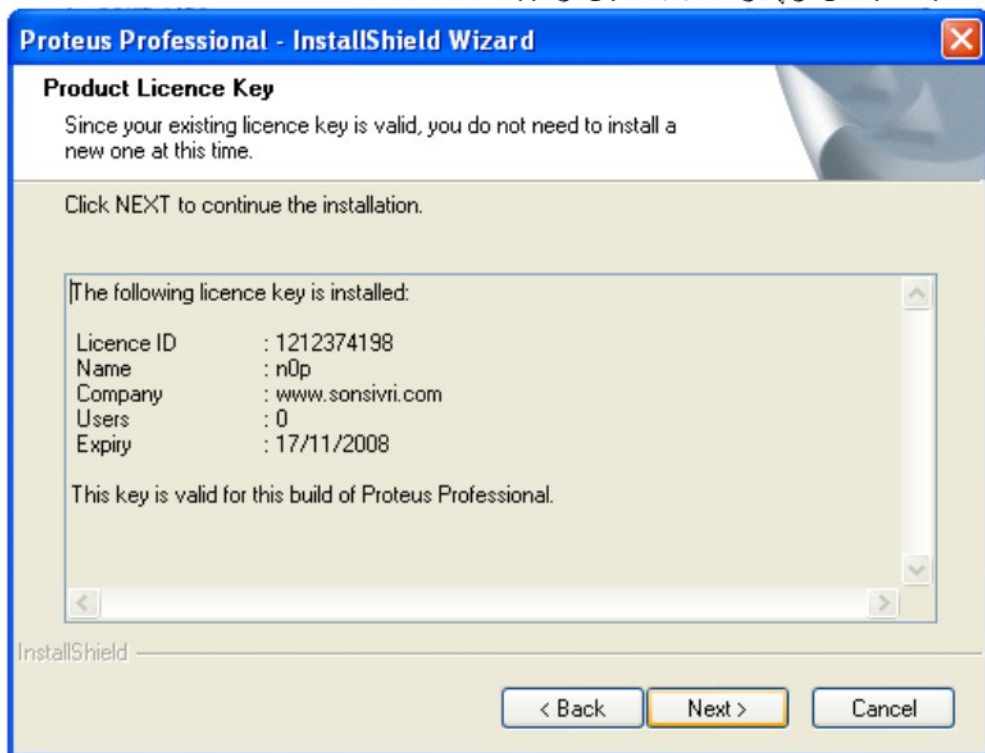 Proteus Professional - InstallShield Wizard
Product Licence Key
Since your existing licence key is valid, you do not need to install a
new one at this time.
Click NEXT to continue the installation.
The following licence key is installed:
Licence ID : 1212374198
Name : n0p
Company : www.sonsivri.com
Users : 0
Expiry : 17/11/2008
This key is valid for this build of Proteus Professional.
InstallShield
< Back Next > Cancel